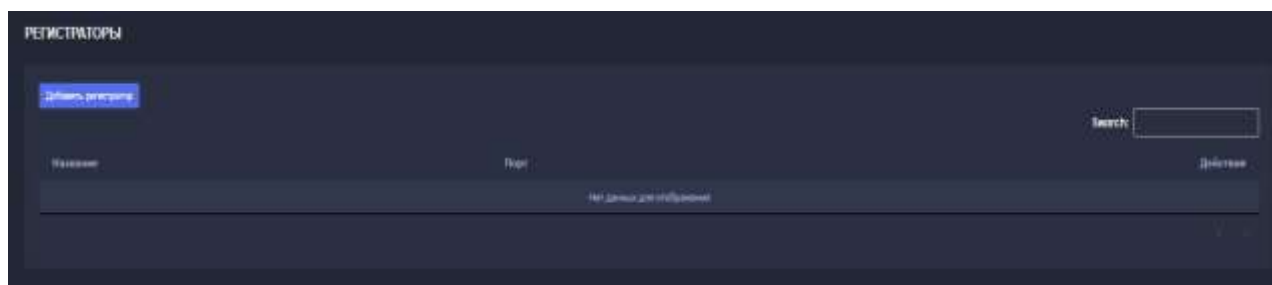 РЕГИСТРАТОРЫ
Добавить регистратор
Search:
Название Порт Действия
Нет данных для отображения